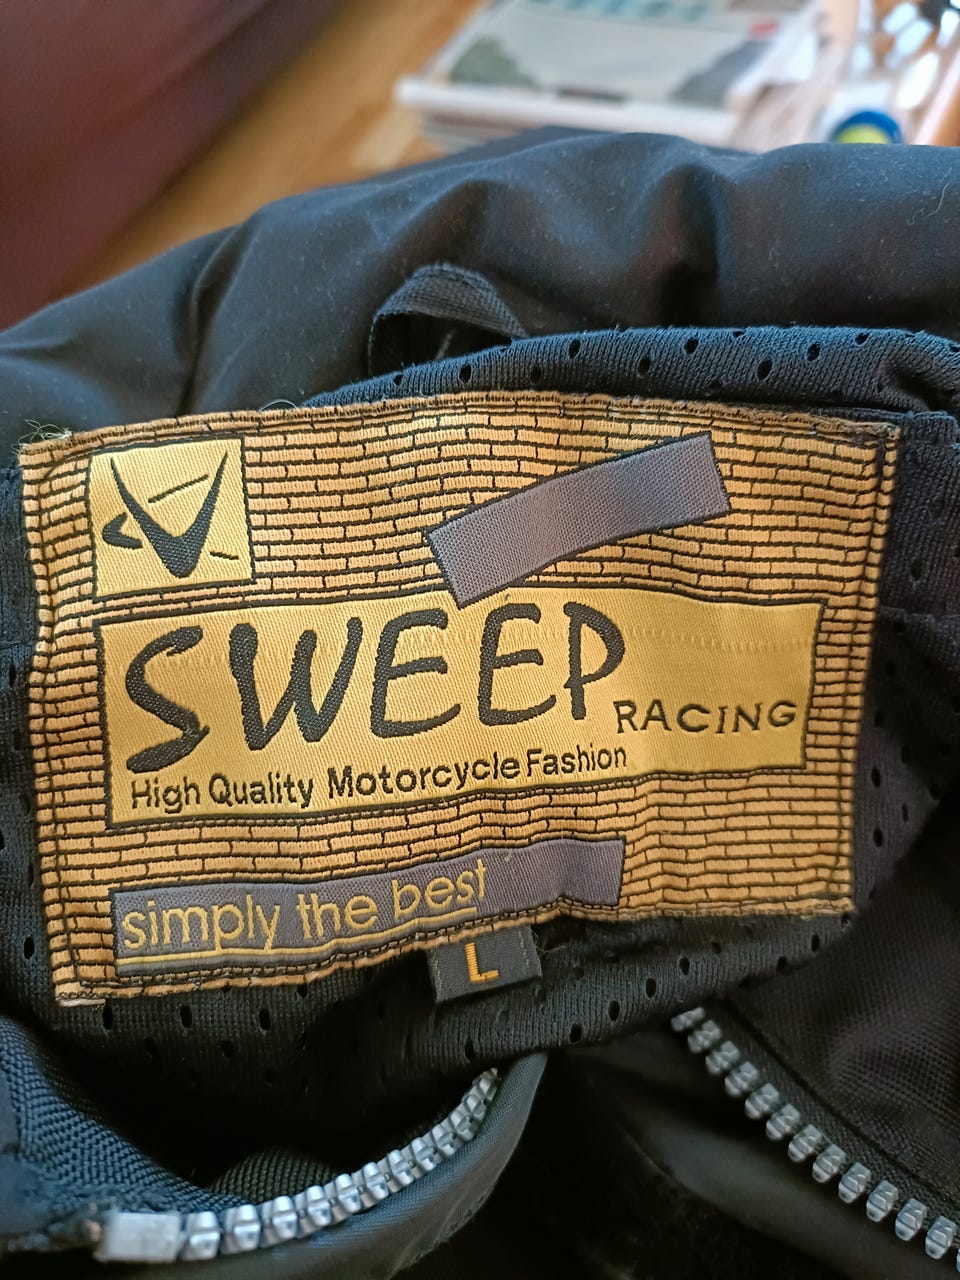 SWEEP RACING
High Quality Motorcycle Fashion
simply the best
L